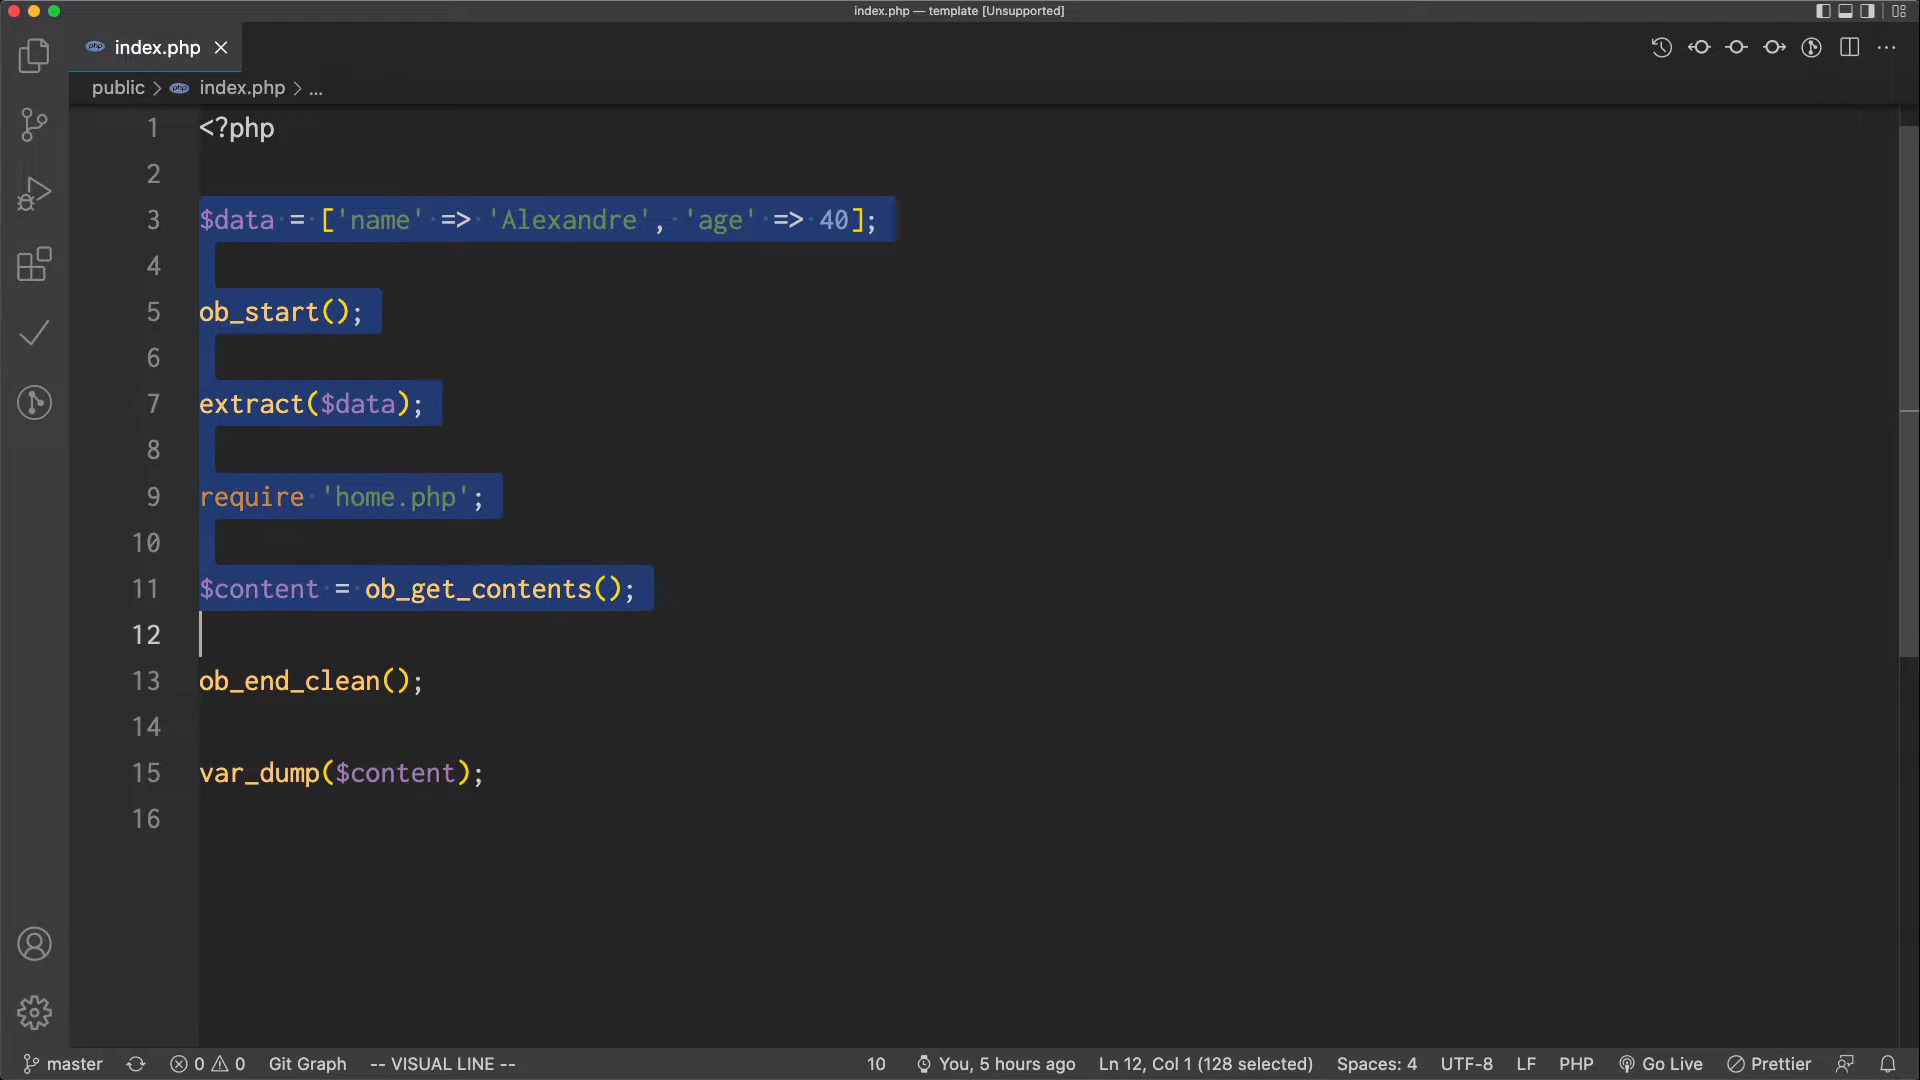 index.php — template [Unsupported]
index.php
public > index.php > ...
1 <?php
2
3 $data = ['name' => 'Alexandre', 'age' => 40];
4
5 ob_start();
6
7 extract($data);
8
9 require 'home.php';
10
11 $content = ob_get_contents();
12
13 ob_end_clean();
14
15 var_dump($content);
16
master 0 0 Git Graph -- VISUAL LINE -- 10 You, 5 hours ago Ln 12, Col 1 (128 selected) Spaces: 4 UTF-8 LF PHP Go Live Prettier